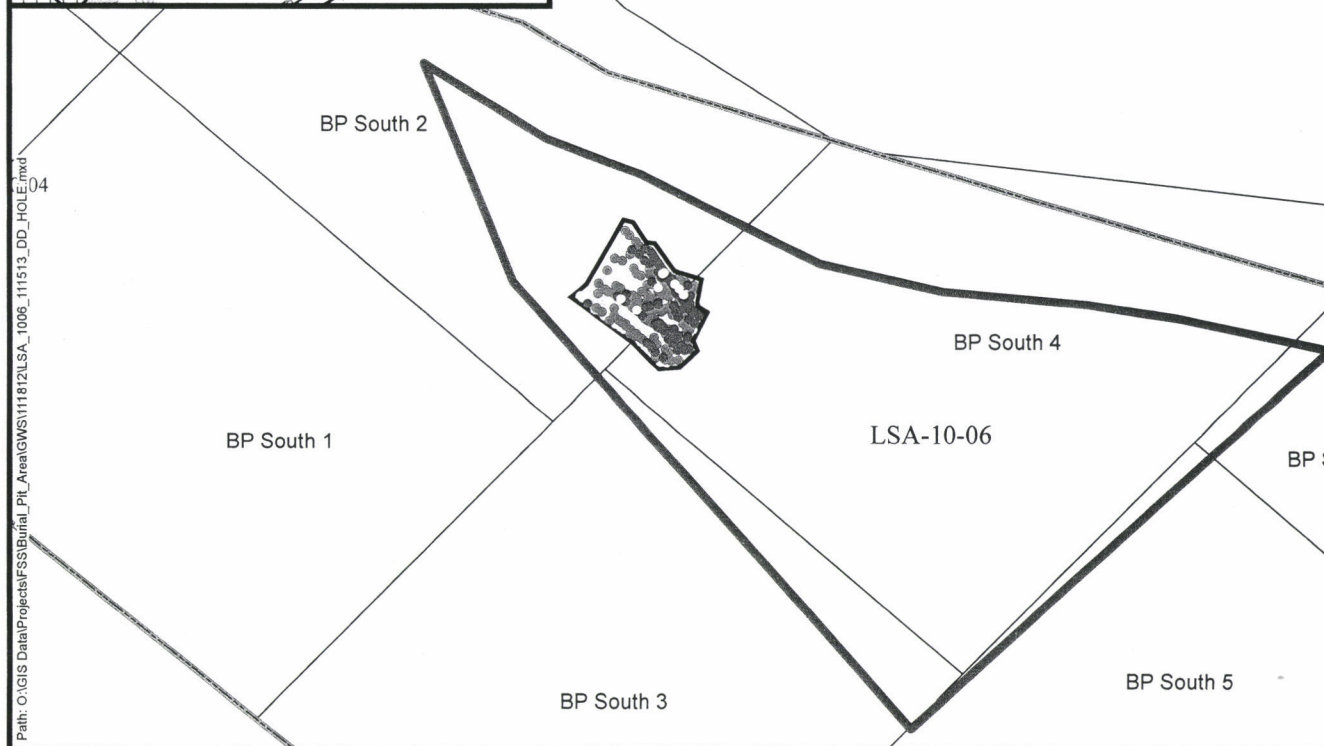 BP South 2
04
BP South 4
LSA-10-06
BP South 1
BP
BP South 5
BP South 3
Path: O:\GIS Data\Projects\FSS\Burial_Pit_Area\GWS\111812\LSA_1006_111513_DD_HOLE.mxd